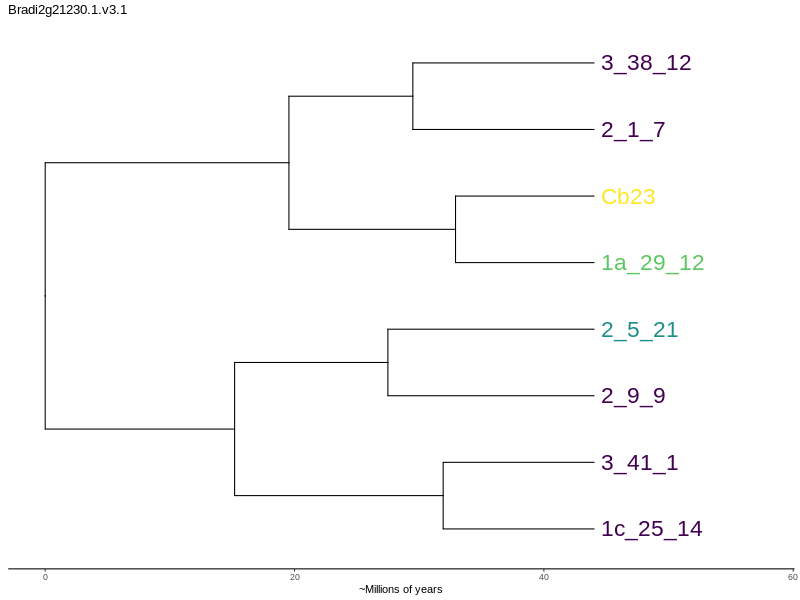 Bradi2g21230.1.v3.1
3_38_12
2_1_7
Cb23
1a_29_12
2_5_21
2_9_9
3_41_1
1c_25_14
0 20 40 60
~Millions of years